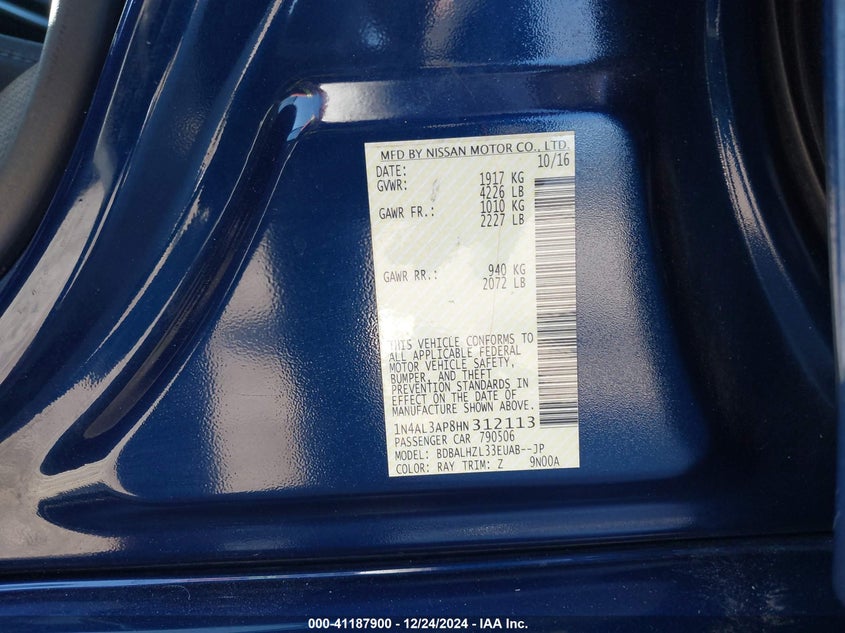 MFD BY NISSAN MOTOR CO., LTD.
DATE: 10/16
GVWR: 1917 KG
4226 LB
GAWR FR.: 1010 KG
2227 LB
GAWR RR.: 940 KG
2072 LB
THIS VEHICLE CONFORMS TO
ALL APPLICABLE FEDERAL
MOTOR VEHICLE SAFETY,
BUMPER, AND THEFT
PREVENTION STANDARDS IN
EFFECT ON THE DATE OF
MANUFACTURE SHOWN ABOVE.
1N4AL3AP8HN312113
PASSENGER CAR 790506
MODEL: BDBALHZL33EUAB--JP
COLOR: RAY TRIM: Z 9N00A
000-41187900 - 12/24/2024 - IAA Inc.